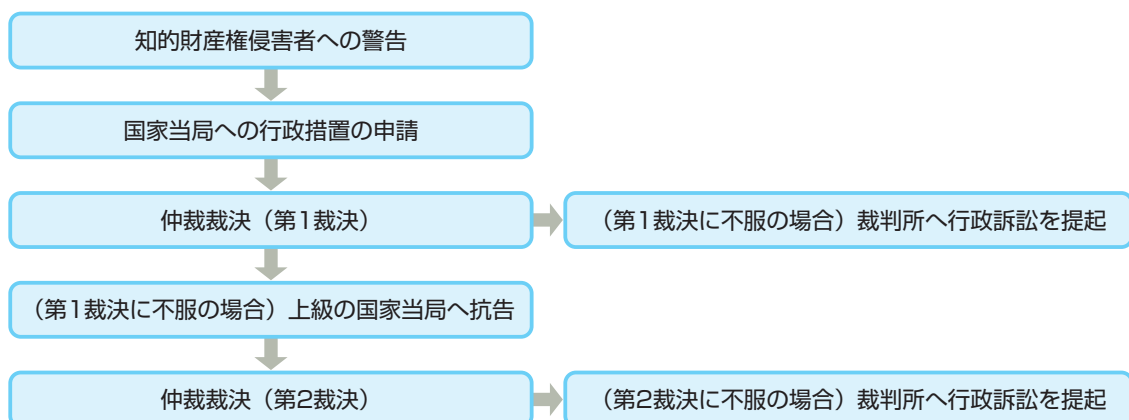 知的財産権侵害者への警告
国家当局への行政措置の申請
仲裁裁決（第1裁決）
（第1裁決に不服の場合）裁判所へ行政訴訟を提起
（第1裁決に不服の場合）上級の国家当局へ抗告
仲裁裁決（第2裁決）
（第2裁決に不服の場合）裁判所へ行政訴訟を提起